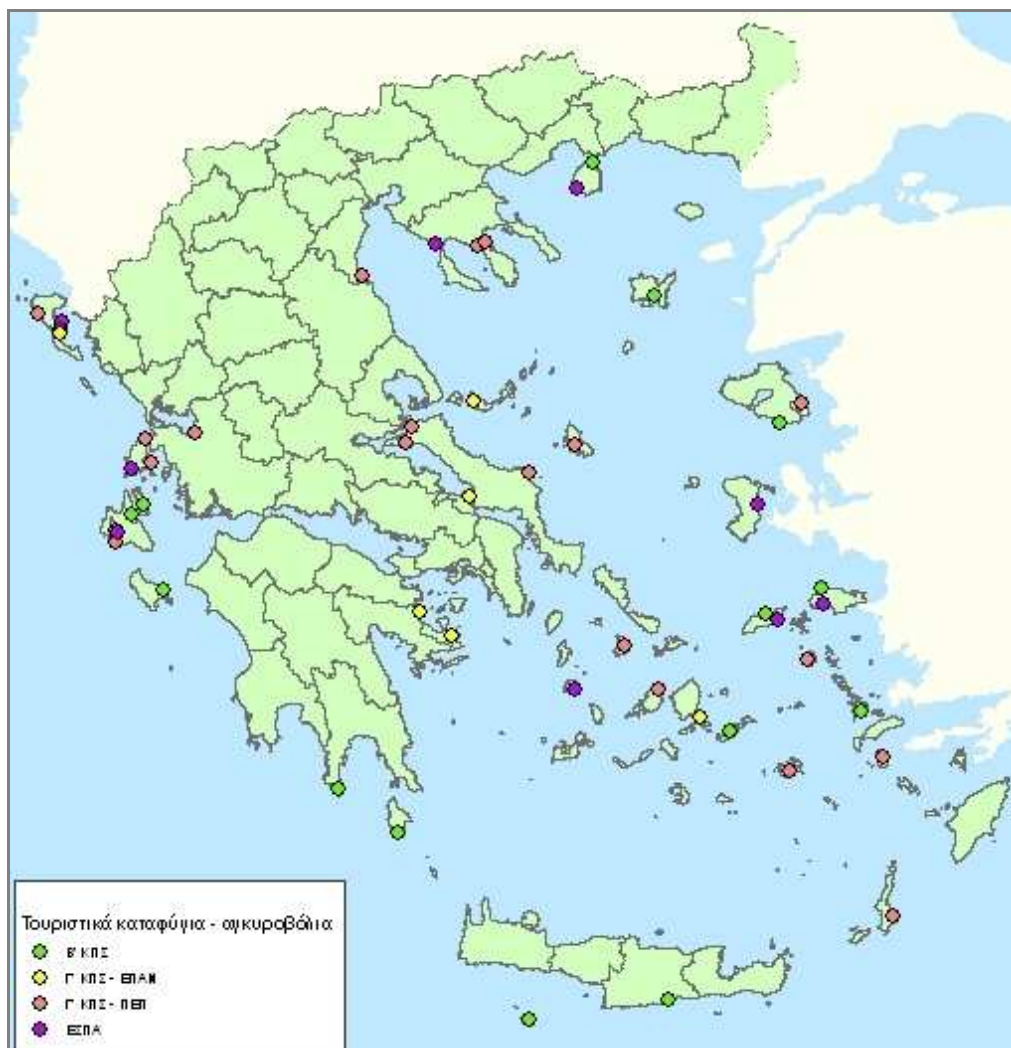 Τουριστικά καταφύγια - αγκυροβόλια
Β' ΚΠΣ
Γ' ΚΠΣ - ΕΠΑΝ
Γ' ΚΠΣ - ΠΕΠ
ΕΣΠΑ